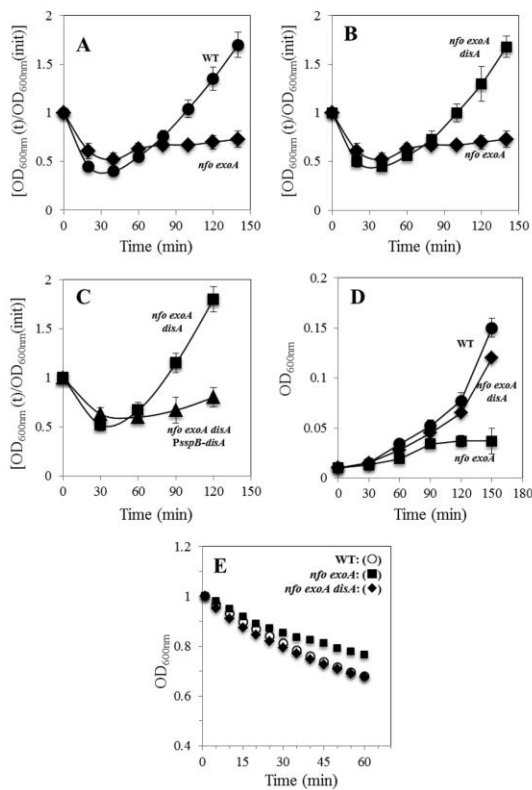 A
[OD600nm (t)/OD600nm(init)]
2
1.5
1
0.5
0
WT
nfo exoA
0 30 60 90 120 150
Time (min)
B
[OD600nm (t)/OD600nm(init)]
2
1.5
1
0.5
0
nfo exoA
disA
nfo exoA
0 30 60 90 120 150
Time (min)
C
[OD600nm (t)/OD600nm(init)]
2
1
0
nfo exoA
disA
nfo exoA disA
PsspB-disA
0 30 60 90 120 150
Time (min)
D
OD600nm
0.2
0.15
0.1
0.05
0
WT
nfo exoA
disA
nfo exoA
0 30 60 90 120 150 180
Time (min)
E
OD600nm
1.2
1
0.8
0.6
0.4
WT: (○)
nfo exoA: (■)
nfo exoA disA: (◆)
0 15 30 45 60
Time (min)